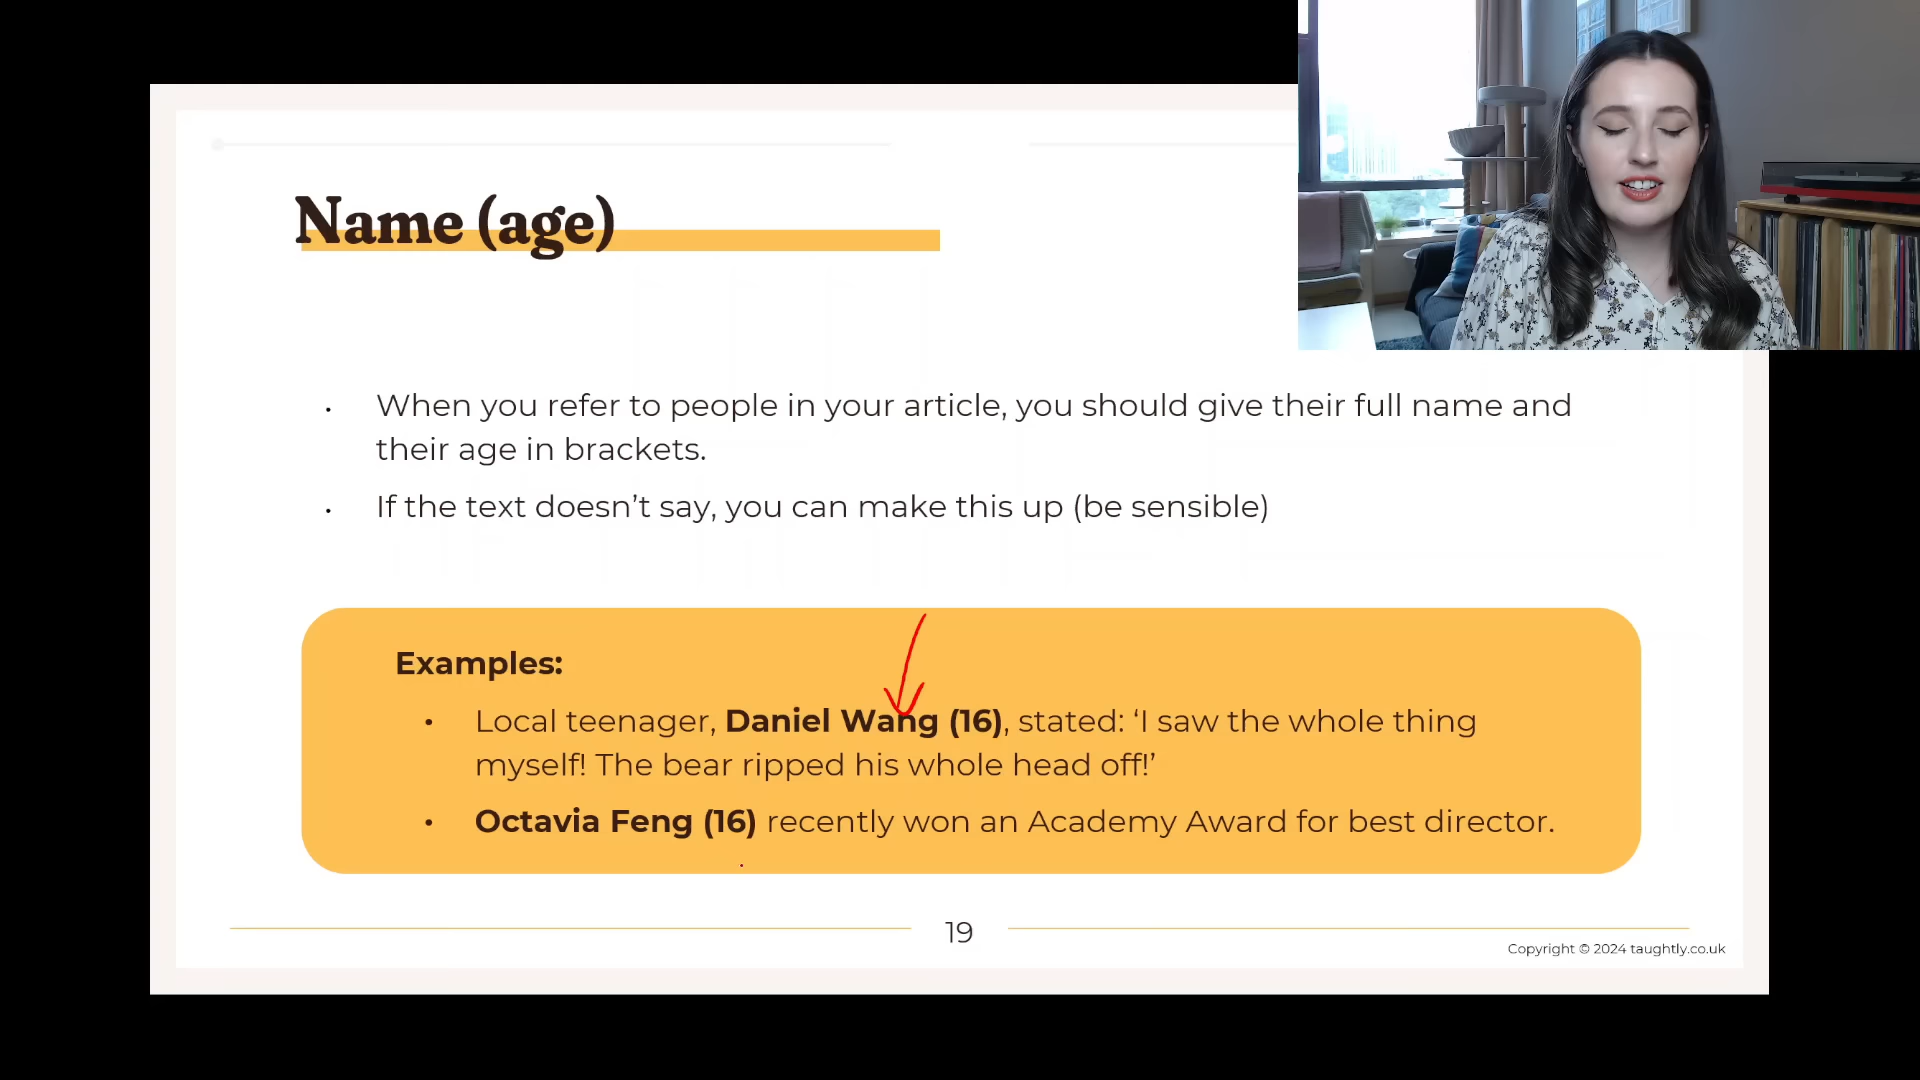 Name (age)
• When you refer to people in your article, you should give their full name and
their age in brackets.
• If the text doesn’t say, you can make this up (be sensible)
Examples:
• Local teenager, Daniel Wang (16), stated: ‘I saw the whole thing
myself! The bear ripped his whole head off!’
• Octavia Feng (16) recently won an Academy Award for best director.
19
Copyright © 2024 taughtly.co.uk